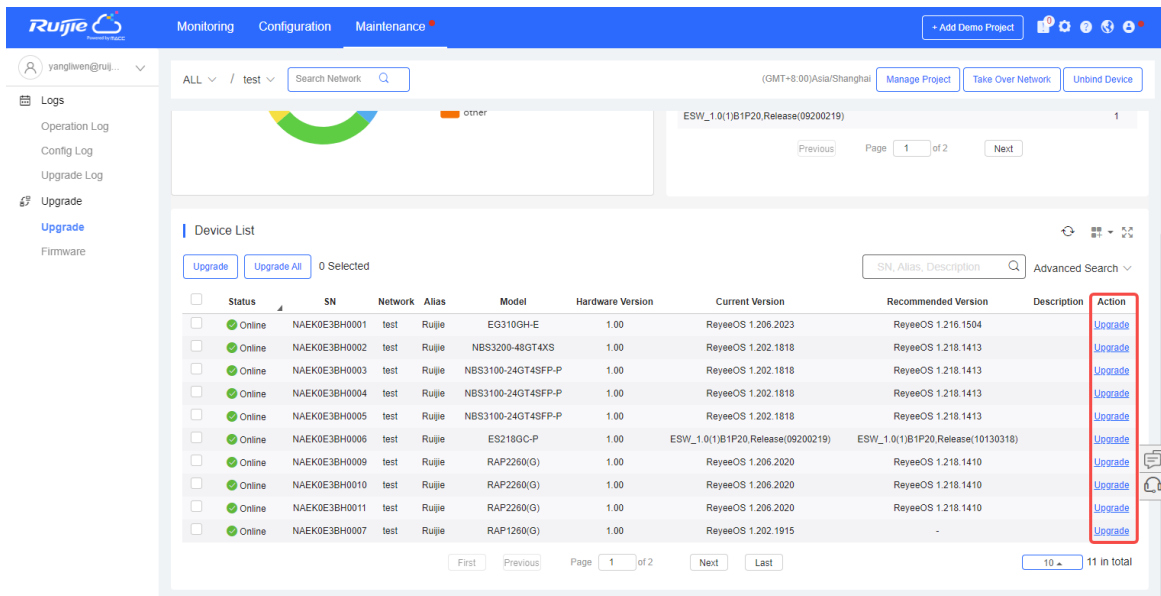 Ruijie Monitoring Configuration Maintenance + Add Demo Project
Powered by RACC
yangliwen@ruij...
ALL / test Search Network (GMT+8:00)Asia/Shanghai Manage Project Take Over Network Unbind Device
Logs
Operation Log
Config Log
Upgrade Log
Upgrade
Upgrade
Firmware
other
ESW_1.0(1)B1P20,Release(09200219) 1
Previous Page 1 of 2 Next
Device List
Upgrade Upgrade All 0 Selected SN, Alias, Description Advanced Search
Status SN Network Alias Model Hardware Version Current Version Recommended Version Description Action
Online NAEK0E3BH0001 test Ruijie EG310GH-E 1.00 ReyeeOS 1.206.2023 ReyeeOS 1.216.1504 Upgrade
Online NAEK0E3BH0002 test Ruijie NBS3200-48GT4XS 1.00 ReyeeOS 1.202.1818 ReyeeOS 1.218.1413 Upgrade
Online NAEK0E3BH0003 test Ruijie NBS3100-24GT4SFP-P 1.00 ReyeeOS 1.202.1818 ReyeeOS 1.218.1413 Upgrade
Online NAEK0E3BH0004 test Ruijie NBS3100-24GT4SFP-P 1.00 ReyeeOS 1.202.1818 ReyeeOS 1.218.1413 Upgrade
Online NAEK0E3BH0005 test Ruijie NBS3100-24GT4SFP-P 1.00 ReyeeOS 1.202.1818 ReyeeOS 1.218.1413 Upgrade
Online NAEK0E3BH0006 test Ruijie ES218GC-P 1.00 ESW_1.0(1)B1P20,Release(09200219) ESW_1.0(1)B1P20,Release(10130318) Upgrade
Online NAEK0E3BH0009 test Ruijie RAP2260(G) 1.00 ReyeeOS 1.206.2020 ReyeeOS 1.218.1410 Upgrade
Online NAEK0E3BH0010 test Ruijie RAP2260(G) 1.00 ReyeeOS 1.206.2020 ReyeeOS 1.218.1410 Upgrade
Online NAEK0E3BH0011 test Ruijie RAP2260(G) 1.00 ReyeeOS 1.206.2020 ReyeeOS 1.218.1410 Upgrade
Online NAEK0E3BH0007 test Ruijie RAP1260(G) 1.00 ReyeeOS 1.202.1915 - Upgrade
First Previous Page 1 of 2 Next Last 10 11 in total